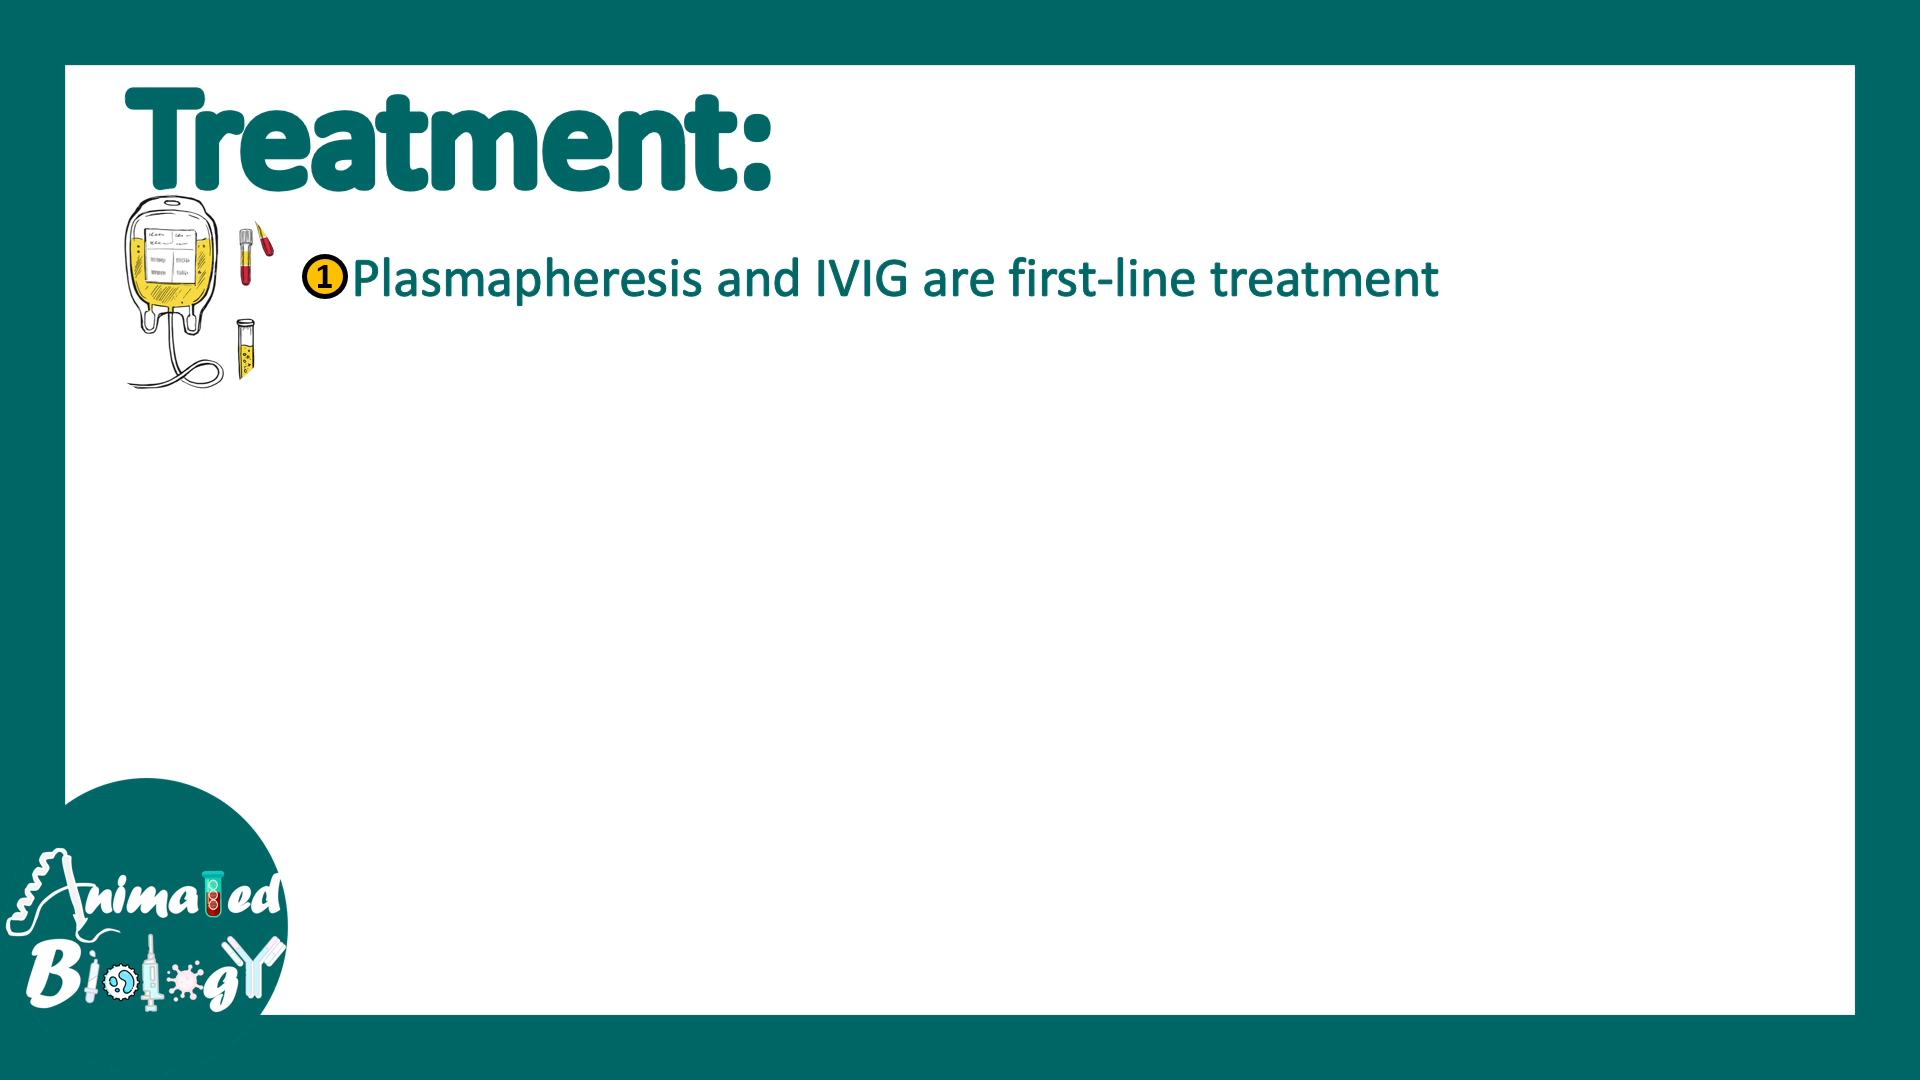 Treatment:
1 Plasmapheresis and IVIG are first-line treatment
Animated
Biology